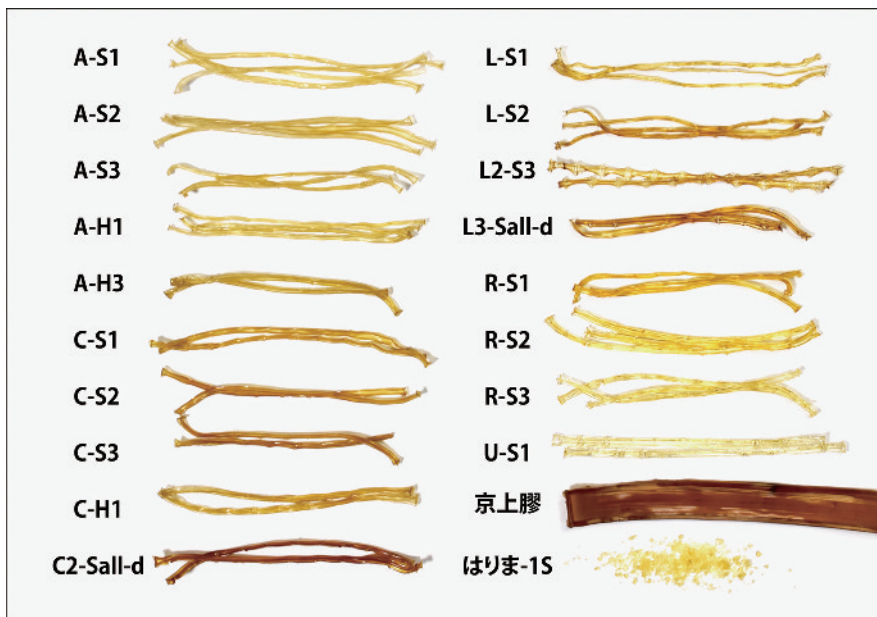 A-S1
A-S2
A-S3
A-H1
A-H3
C-S1
C-S2
C-S3
C-H1
C2-Sall-d
L-S1
L-S2
L2-S3
L3-Sall-d
R-S1
R-S2
R-S3
U-S1
京上膠
はりま-1S